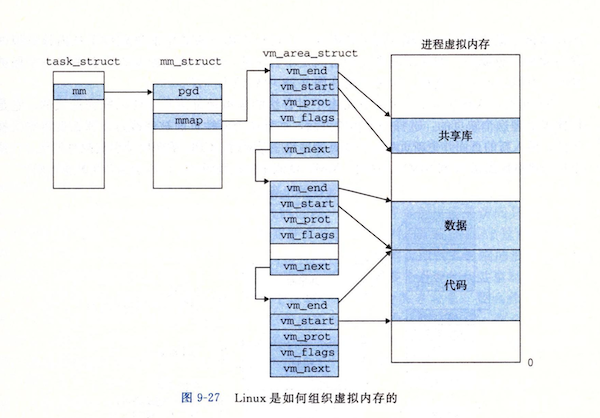 task_struct
mm
mm_struct
pgd
mmap
vm_area_struct
vm_end
vm_start
vm_prot
vm_flags
vm_next
vm_end
vm_start
vm_prot
vm_flags
vm_next
vm_end
vm_start
vm_prot
vm_flags
vm_next
进程虚拟内存
共享库
数据
代码
0
图 9-27 Linux 是如何组织虚拟内存的